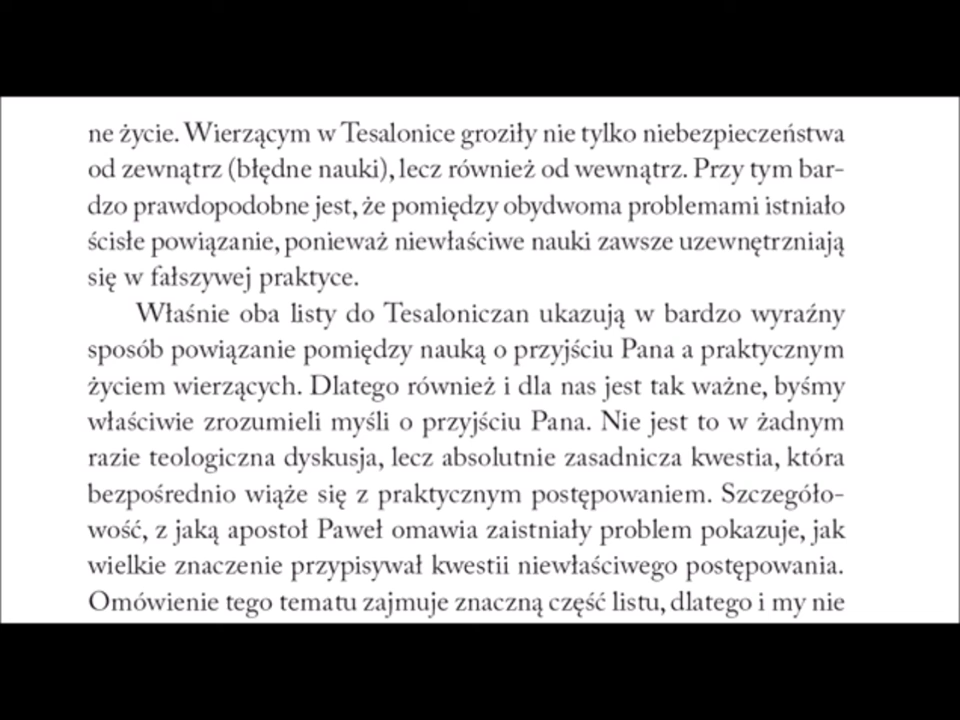 ne życie. Wierzącym w Tesalonice groziły nie tylko niebezpieczeństwa
od zewnątrz (błędne nauki), lecz również od wewnątrz. Przy tym bar-
dzo prawdopodobne jest, że pomiędzy obydwoma problemami istniało
ścisłe powiązanie, ponieważ niewłaściwe nauki zawsze uzewnętrzniają
się w fałszywej praktyce.
Właśnie oba listy do Tesaloniczan ukazują w bardzo wyraźny
sposób powiązanie pomiędzy nauką o przyjściu Pana a praktycznym
życiem wierzących. Dlatego również i dla nas jest tak ważne, byśmy
właściwie zrozumieli myśli o przyjściu Pana. Nie jest to w żadnym
razie teologiczna dyskusja, lecz absolutnie zasadnicza kwestia, która
bezpośrednio wiąże się z praktycznym postępowaniem. Szczegóło-
wość, z jaką apostoł Paweł omawia zaistniały problem pokazuje, jak
wielkie znaczenie przypisywał kwestii niewłaściwego postępowania.
Omówienie tego tematu zajmuje znaczną część listu, dlatego i my nie